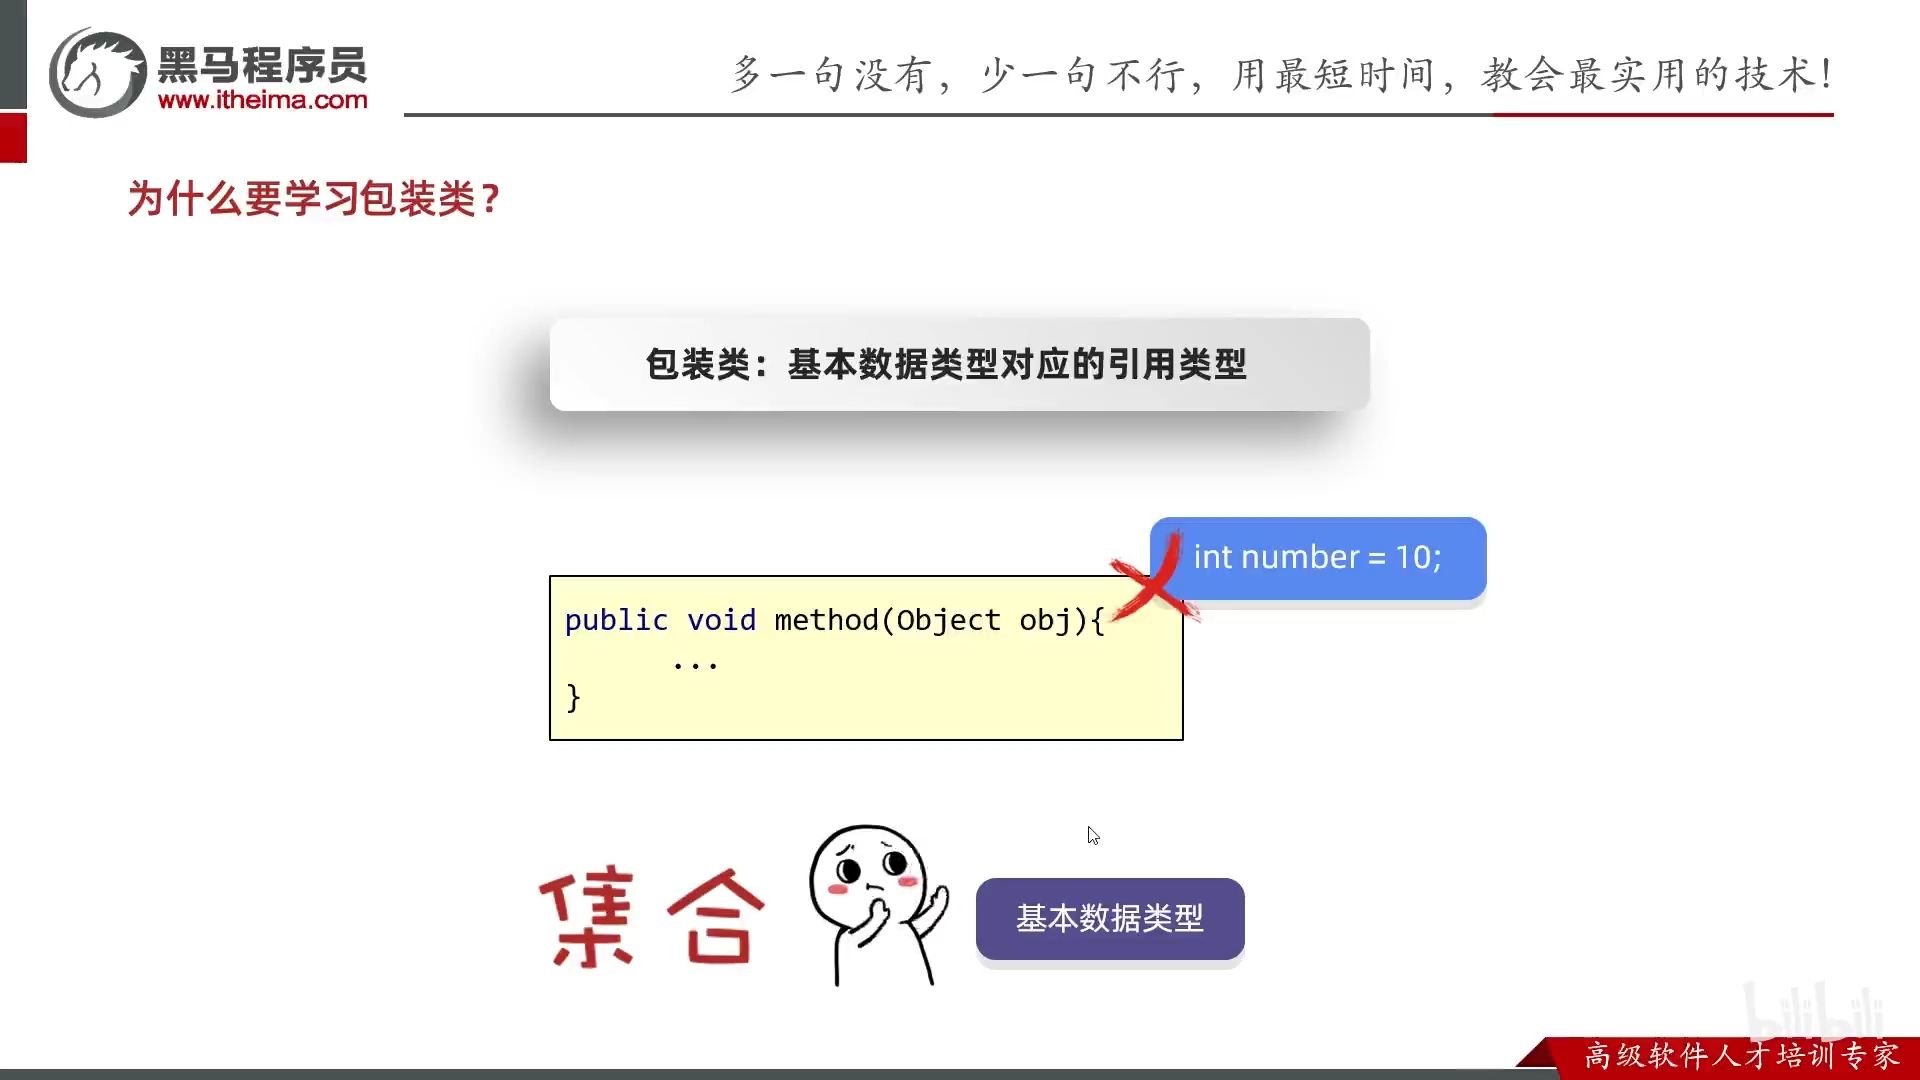 黑马程序员
www.itheima.com
多一句没有，少一句不行，用最短时间，教会最实用的技术！
为什么要学习包装类？
包装类：基本数据类型对应的引用类型
int number = 10;
public void method(Object obj){
...
}
集合
基本数据类型
bilibili
高级软件人才培训专家